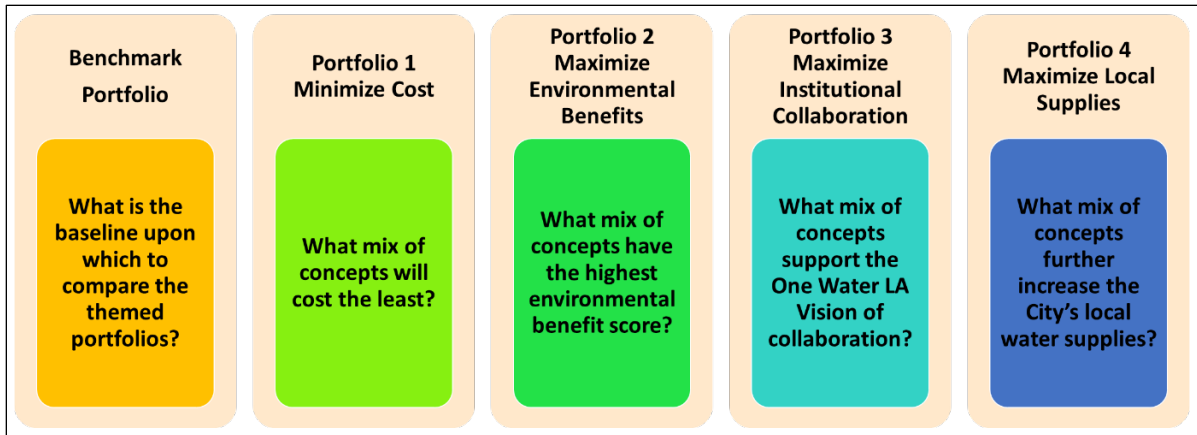 Benchmark
Portfolio
What is the
baseline upon
which to
compare the
themed
portfolios?
Portfolio 1
Minimize Cost
What mix of
concepts will
cost the least?
Portfolio 2
Maximize
Environmental
Benefits
What mix of
concepts have
the highest
environmental
benefit score?
Portfolio 3
Maximize
Institutional
Collaboration
What mix of
concepts
support the
One Water LA
Vision of
collaboration?
Portfolio 4
Maximize Local
Supplies
What mix of
concepts
further
increase the
City’s local
water supplies?